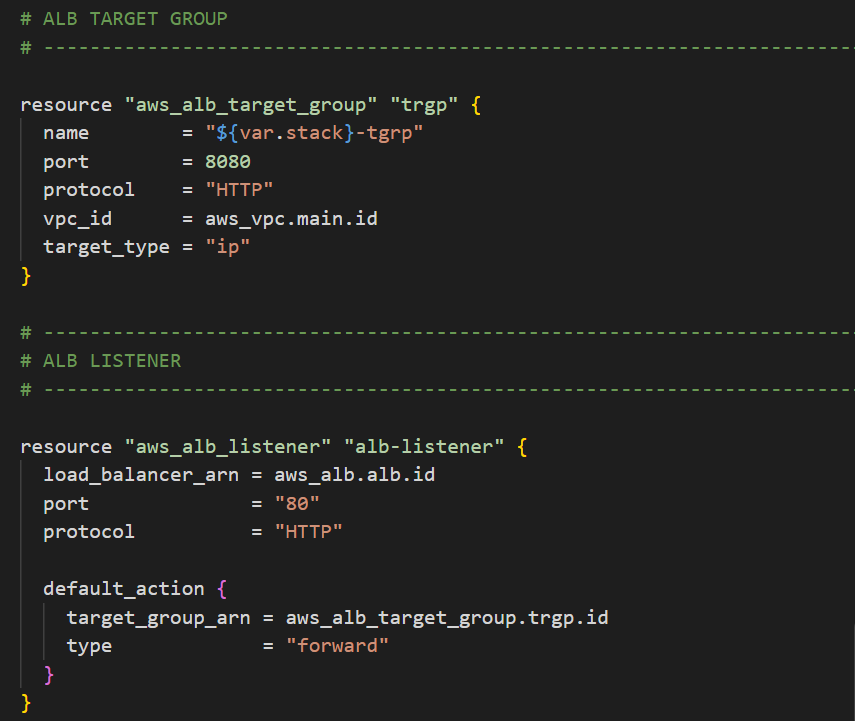 # ALB TARGET GROUP
# ----------------------------------------------------------------------
resource "aws_alb_target_group" "trgp" {
  name        = "${var.stack}-tgrp"
  port        = 8080
  protocol    = "HTTP"
  vpc_id      = aws_vpc.main.id
  target_type = "ip"
}
# ----------------------------------------------------------------------
# ALB LISTENER
# ----------------------------------------------------------------------
resource "aws_alb_listener" "alb-listener" {
  load_balancer_arn = aws_alb.alb.id
  port              = "80"
  protocol          = "HTTP"
  default_action {
    target_group_arn = aws_alb_target_group.trgp.id
    type             = "forward"
  }
}